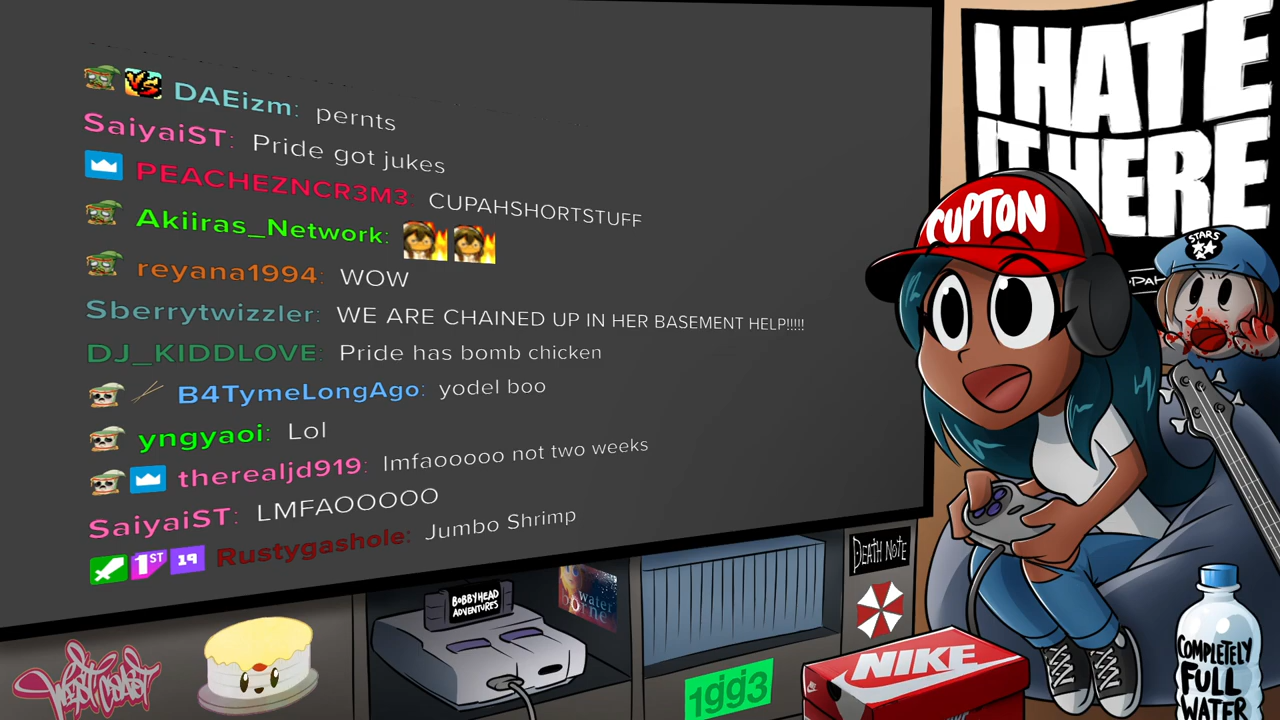 DAEizm: pernts
SaiyaiST: Pride got jukes
PEACHEZNCR3M3: CUPAHSHORTSTUFF
Akiiras_Network:
reyana1994: WOW
Sberrytwizzler: WE ARE CHAINED UP IN HER BASEMENT HELP!!!!!
DJ_KIDDLOVE: Pride has bomb chicken
B4TymeLongAgo: yodel boo
yngyaoi: Lol
therealjd919: lmfaooooo not two weeks
SaiyaiST: LMFAOOOOO
1ST 19 Rustygashole: Jumbo Shrimp
I HATE
IT HERE
CUPTON
STARS
DEATH NOTE
BOBBYHEAD
ADVENTURES
water
borne
WEST COAST
1gg3
NIKE
COMPLETELY
FULL
WATER